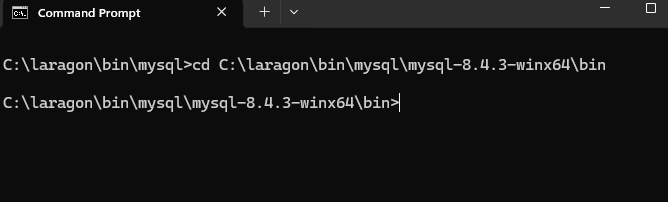 Command Prompt
C:\laragon\bin\mysql>cd C:\laragon\bin\mysql\mysql-8.4.3-winx64\bin
C:\laragon\bin\mysql\mysql-8.4.3-winx64\bin>